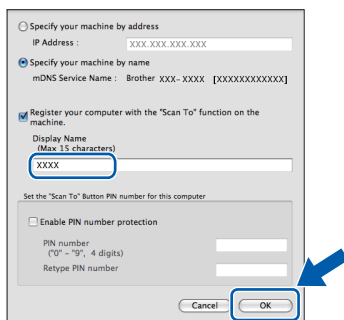 Specify your machine by address
IP Address : XXX.XXX.XXX.XXX
Specify your machine by name
mDNS Service Name : Brother XXX-XXXX [XXXXXXXXXXXX]
Register your computer with the "Scan To" function on the
machine.
Display Name
(Max 15 characters)
XXXX
Set the "Scan To" Button PIN number for this computer
Enable PIN number protection
PIN number
("0" - "9", 4 digits)
Retype PIN number
Cancel OK